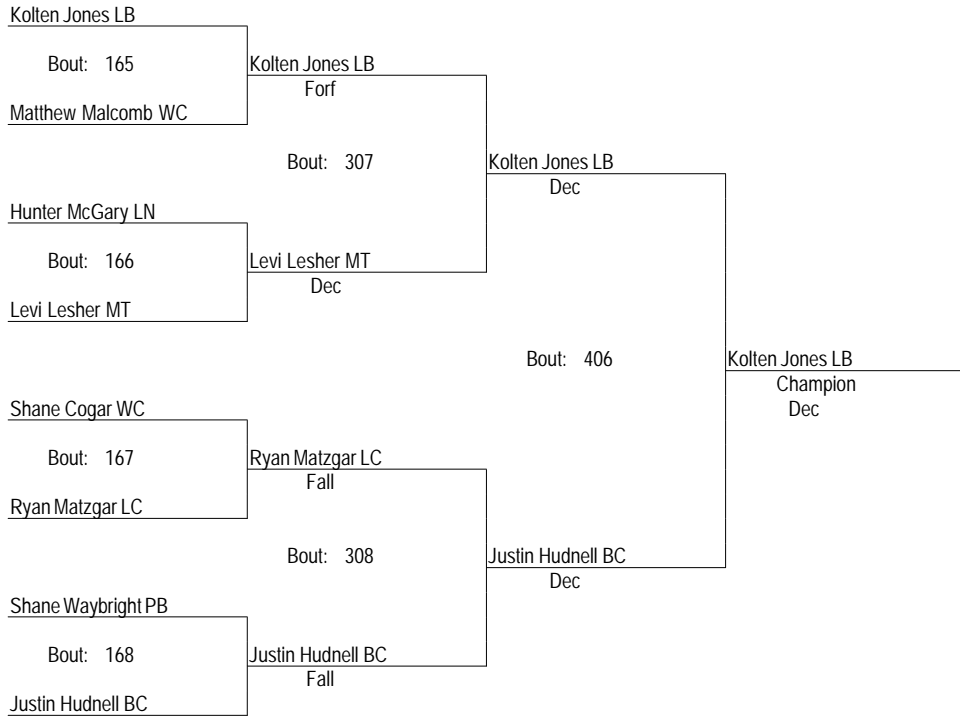 Kolten Jones LB
Bout: 165
Kolten Jones LB
Forf
Matthew Malcomb WC
Bout: 307
Kolten Jones LB
Dec
Hunter McGary LN
Bout: 166
Levi Lesher MT
Dec
Levi Lesher MT
Bout: 406
Kolten Jones LB
Champion
Dec
Shane Cogar WC
Bout: 167
Ryan Matzgar LC
Fall
Ryan Matzgar LC
Bout: 308
Justin Hudnell BC
Dec
Shane Waybright PB
Bout: 168
Justin Hudnell BC
Fall
Justin Hudnell BC